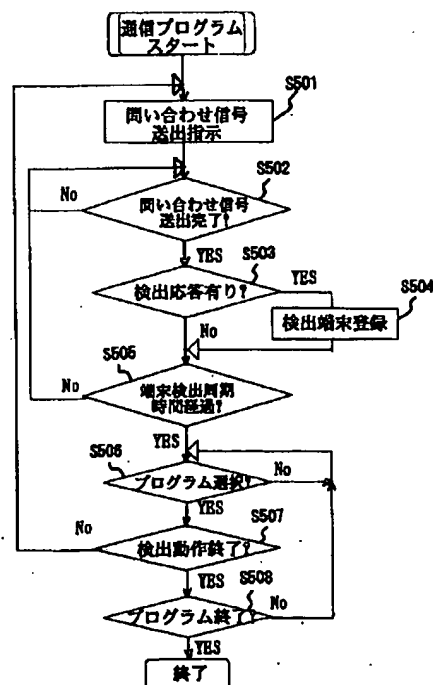 通信プログラム
スタート
S501
問い合わせ信号
送出指示
S502
No
問い合わせ信号
送出完了?
YES
S503
YES
検出応答有り?
S504
検出端末登録
No
S505
No
端末検出周期
時間経過?
YES
S506
プログラム選択?
No
YES
S507
No
検出動作終了?
YES
S508
プログラム終了?
No
YES
終了